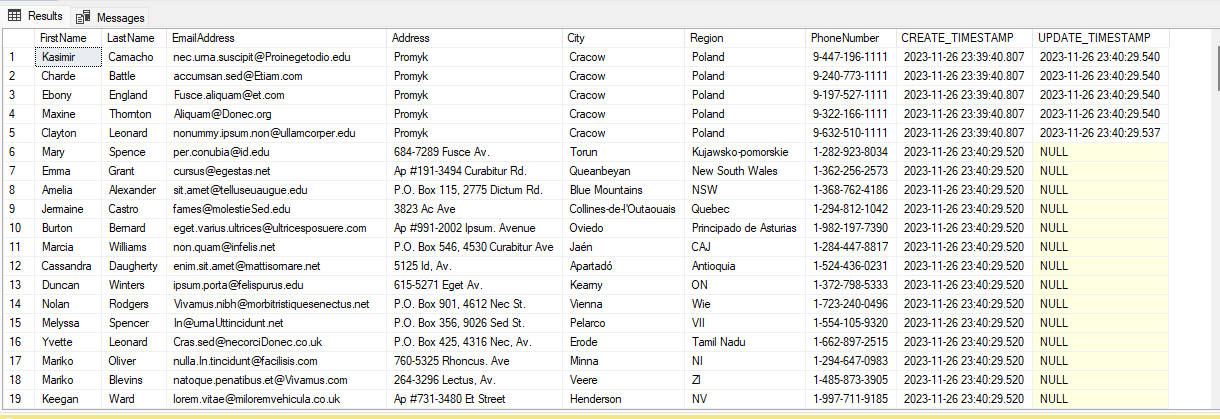 Results Messages
FirstName LastName EmailAddress Address City Region PhoneNumber CREATE_TIMESTAMP UPDATE_TIMESTAMP
1 Kasimir Camacho nec.urna.suscipit@Proinegetodio.edu Promyk Cracow Poland 9-447-196-1111 2023-11-26 23:39:40.807 2023-11-26 23:40:29.540
2 Charde Battle accumsan.sed@Etiam.com Promyk Cracow Poland 9-240-773-1111 2023-11-26 23:39:40.807 2023-11-26 23:40:29.540
3 Ebony England Fusce.aliquam@et.com Promyk Cracow Poland 9-197-527-1111 2023-11-26 23:39:40.807 2023-11-26 23:40:29.540
4 Maxine Thornton Aliquam@Donec.org Promyk Cracow Poland 9-322-166-1111 2023-11-26 23:39:40.807 2023-11-26 23:40:29.540
5 Clayton Leonard nonummy.ipsum.non@ullamcorper.edu Promyk Cracow Poland 9-632-510-1111 2023-11-26 23:39:40.807 2023-11-26 23:40:29.537
6 Mary Spence per.conubia@id.edu 684-7289 Fusce Av. Torun Kujawsko-pomorskie 1-282-923-8034 2023-11-26 23:40:29.520 NULL
7 Emma Grant cursus@egestas.net Ap #191-3494 Curabitur Rd. Queanbeyan New South Wales 1-362-256-2573 2023-11-26 23:40:29.520 NULL
8 Amelia Alexander sit.amet@telluseuaugue.edu P.O. Box 115, 2775 Dictum Rd. Blue Mountains NSW 1-368-762-4186 2023-11-26 23:40:29.520 NULL
9 Jermaine Castro fames@molestieSed.edu 3823 Ac Ave Collines-de-l'Outaouais Quebec 1-294-812-1042 2023-11-26 23:40:29.520 NULL
10 Burton Bernard eget.varius.ultrices@ultricesposuere.com Ap #991-2002 Ipsum. Avenue Oviedo Principado de Asturias 1-982-197-7390 2023-11-26 23:40:29.520 NULL
11 Marcia Williams non.quam@infelis.net P.O. Box 546, 4530 Curabitur Ave Jaén CAJ 1-284-447-8817 2023-11-26 23:40:29.520 NULL
12 Cassandra Daugherty enim.sit.amet@mattisornare.net 5125 Id, Av. Apartadó Antioquia 1-524-436-0231 2023-11-26 23:40:29.520 NULL
13 Duncan Winters ipsum.porta@felispurus.edu 615-5271 Eget Av. Kearny ON 1-372-798-5333 2023-11-26 23:40:29.520 NULL
14 Nolan Rodgers Vivamus.nibh@morbitristiquesenectus.net P.O. Box 901, 4612 Nec St. Vienna Wie 1-723-240-0496 2023-11-26 23:40:29.520 NULL
15 Melyssa Spencer In@urnaUttincidunt.net P.O. Box 356, 9026 Sed St. Pelarco VII 1-554-105-9320 2023-11-26 23:40:29.520 NULL
16 Yvette Leonard Cras.sed@necorciDonec.co.uk P.O. Box 425, 4316 Nec, Av. Erode Tamil Nadu 1-662-897-2515 2023-11-26 23:40:29.520 NULL
17 Mariko Oliver nulla.In.tincidunt@facilisis.com 760-5325 Rhoncus. Ave Minna NI 1-294-647-0983 2023-11-26 23:40:29.520 NULL
18 Mariko Blevins natoque.penatibus.et@Vivamus.com 264-3296 Lectus, Av. Veere ZI 1-485-873-3905 2023-11-26 23:40:29.520 NULL
19 Keegan Ward lorem.vitae@miloremvehicula.co.uk Ap #731-3480 Et Street Henderson NV 1-997-711-9185 2023-11-26 23:40:29.520 NULL